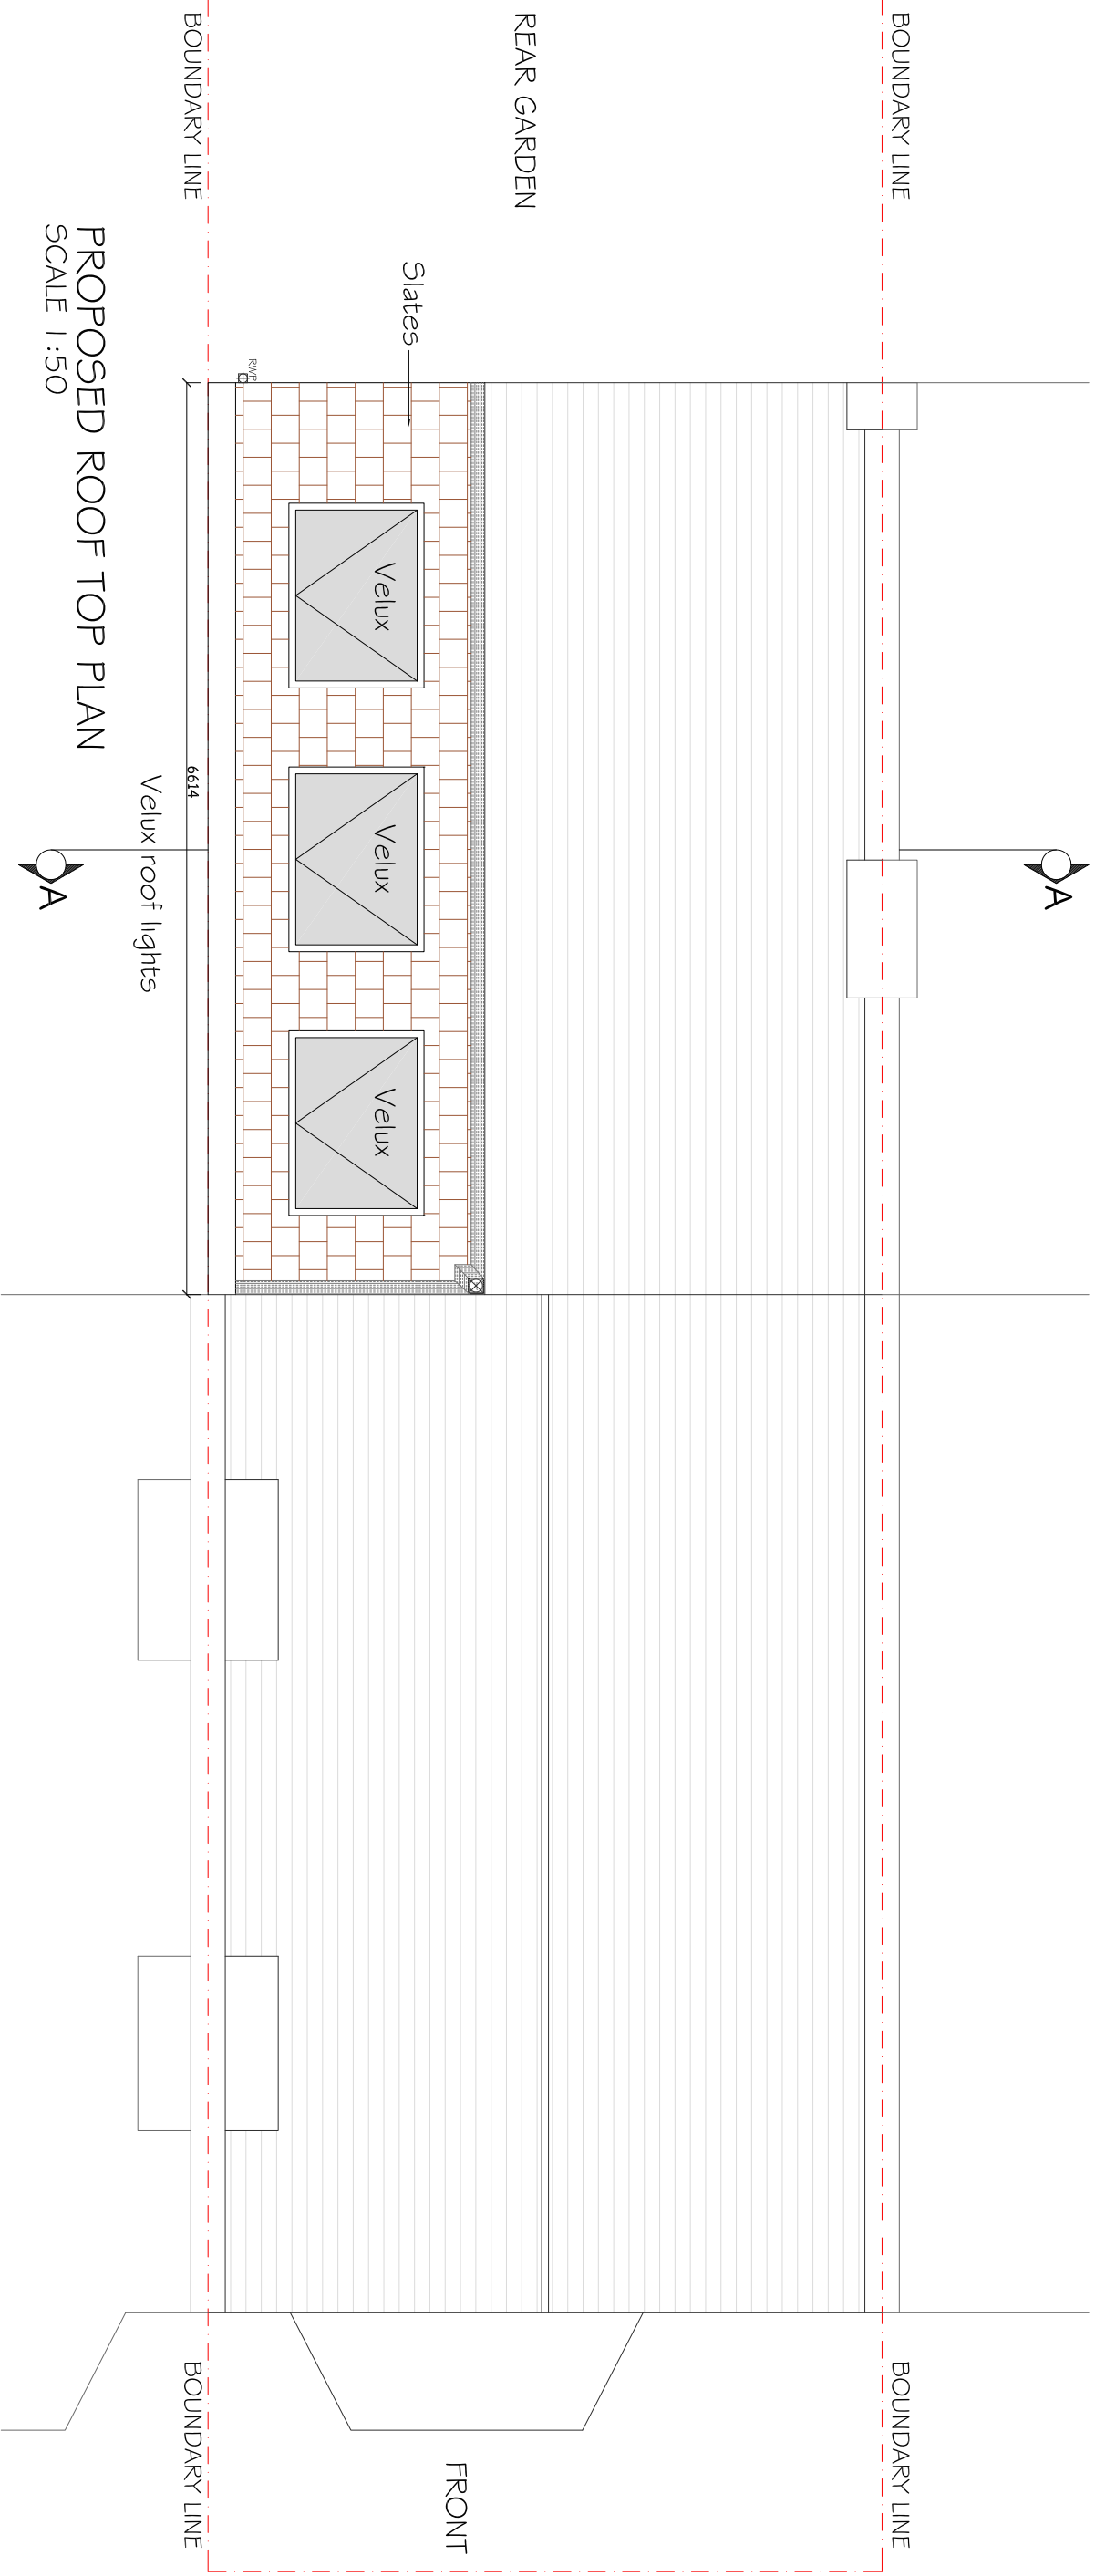 BOUNDARY LINE
BOUNDARY LINE
REAR GARDEN
FRONT
Slates
RWP
Velux
Velux
Velux
6614
A
A
Velux roof lights
BOUNDARY LINE
BOUNDARY LINE
PROPOSED ROOF TOP PLAN
SCALE 1:50